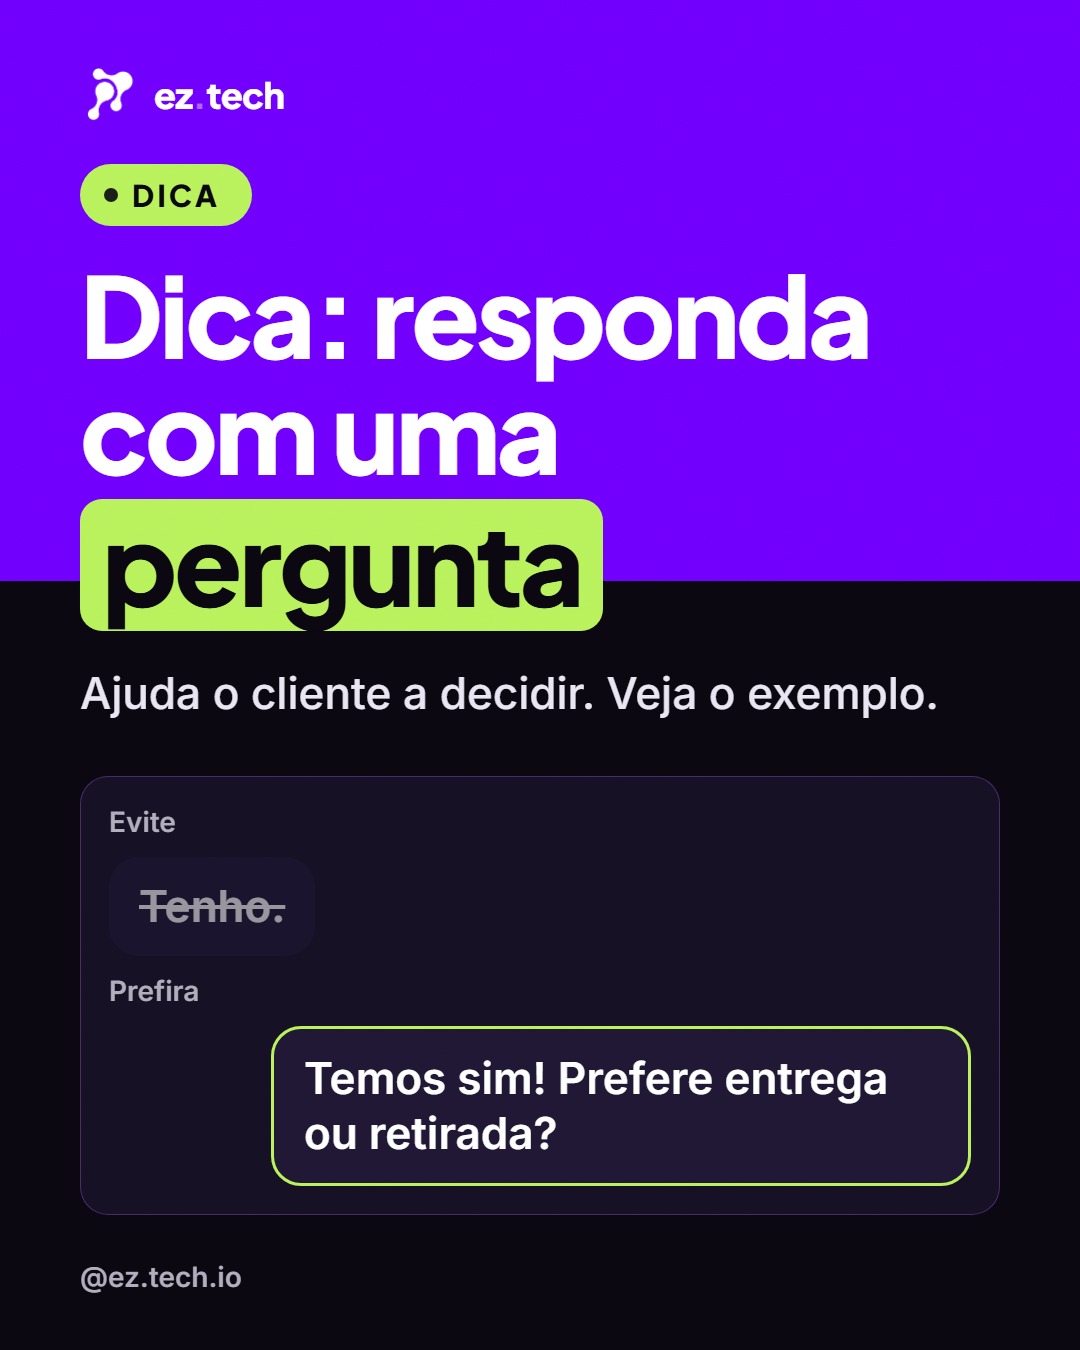 ez.tech
DICA
Dica: responda
com uma
pergunta
Ajuda o cliente a decidir. Veja o exemplo.
Evite
Tenho.
Prefira
Temos sim! Prefere entrega
ou retirada?
@ez.tech.io